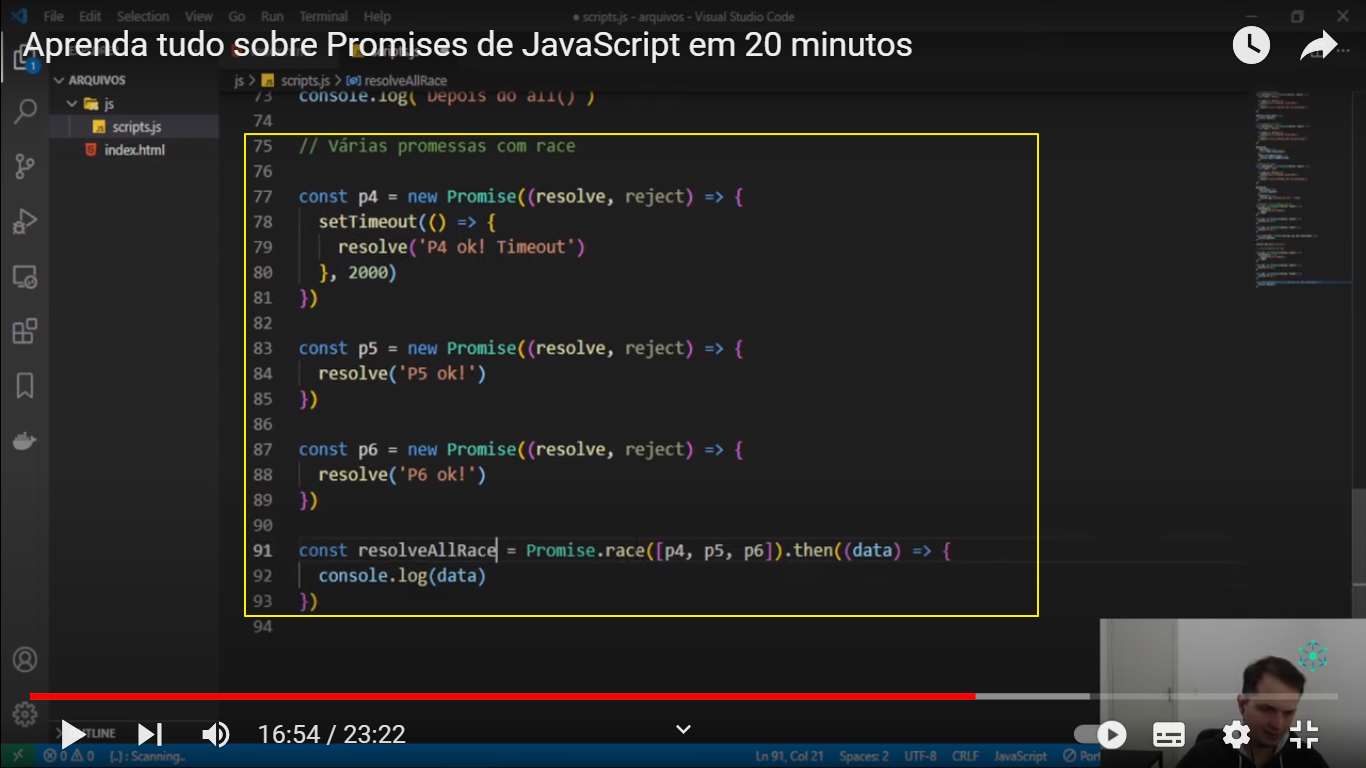 File Edit Selection View Go Run Terminal Help
● scripts.js - arquivos - Visual Studio Code
Aprenda tudo sobre Promises de JavaScript em 20 minutos
1
ARQUIVOS
js
scripts.js
index.html
js > scripts.js > resolveAllRace
73 console.log('Depois do all()')
74
75 // Várias promessas com race
76
77 const p4 = new Promise((resolve, reject) => {
78 setTimeout(() => {
79 resolve('P4 ok! Timeout')
80 }, 2000)
81 })
82
83 const p5 = new Promise((resolve, reject) => {
84 resolve('P5 ok!')
85 })
86
87 const p6 = new Promise((resolve, reject) => {
88 resolve('P6 ok!')
89 })
90
91 const resolveAllRace = Promise.race([p4, p5, p6]).then((data) => {
92 console.log(data)
93 })
94
16:54 / 23:22
0 0 {..} : Scanning..
Ln 91, Col 21 Spaces: 2 UTF-8 CRLF JavaScript